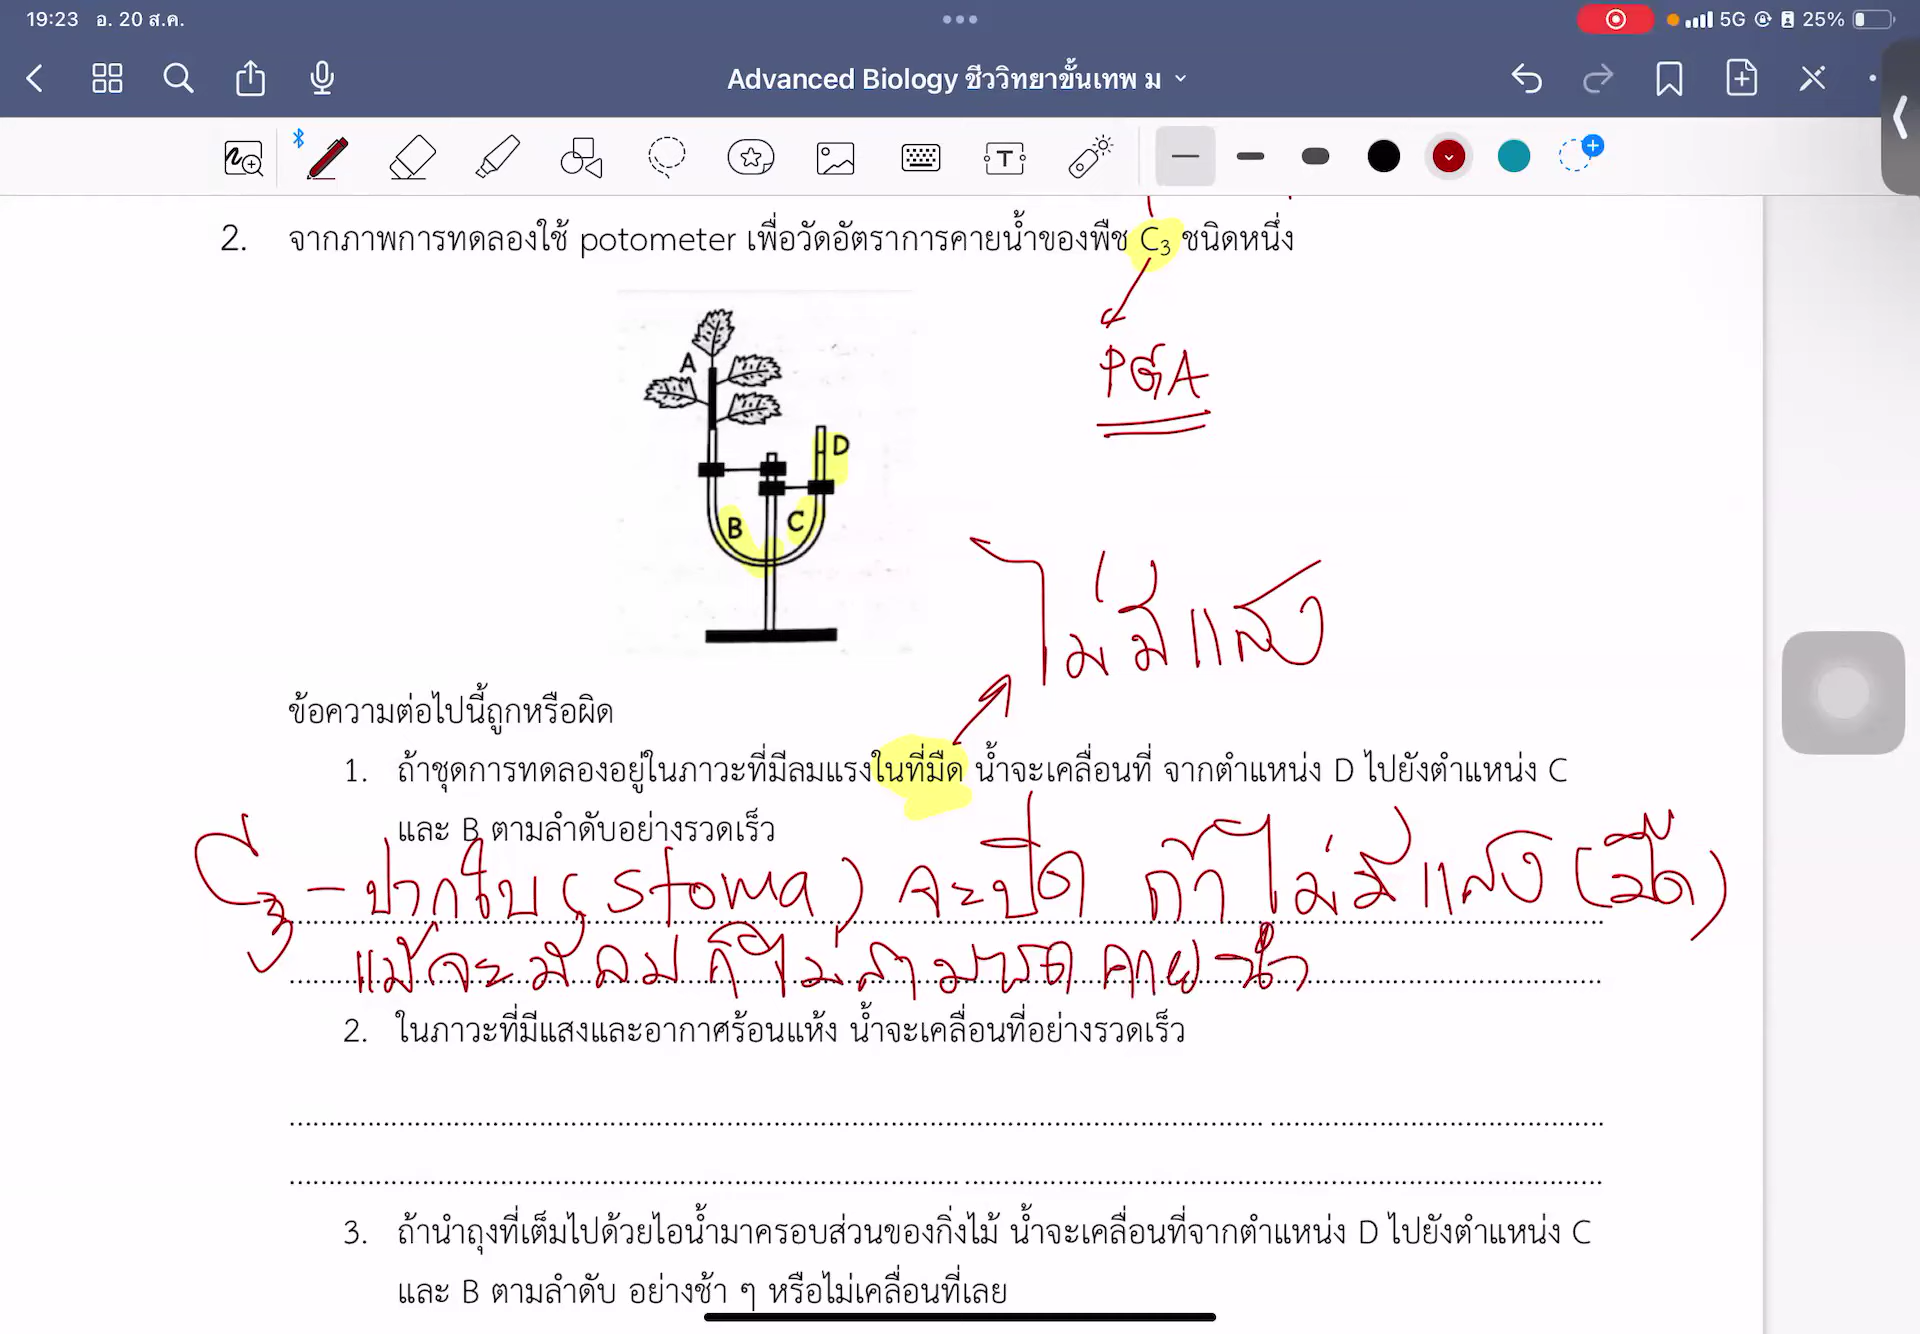 19:23 อ. 20 ส.ค.
5G 25%
Advanced Biology ชีววิทยาขั้นเทพ ม
2. จากภาพการทดลองใช้ potometer เพื่อวัดอัตราการคายน้ำของพืช C₃ ชนิดหนึ่ง
PGA
A
D
B C
ไม่มีแสง
ข้อความต่อไปนี้ถูกหรือผิด
1. ถ้าชุดการทดลองอยู่ในภาวะที่มีลมแรงในที่มืด น้ำจะเคลื่อนที่ จากตำแหน่ง D ไปยังตำแหน่ง C
และ B ตามลำดับอย่างรวดเร็ว
C₃ - ปากใบ (stoma) จะปิด ถ้าไม่มีแสง (มืด)
แม้จะมีลมก็ไม่สามารถคายน้ำ
2. ในภาวะที่มีแสงและอากาศร้อนแห้ง น้ำจะเคลื่อนที่อย่างรวดเร็ว
3. ถ้านำถุงที่เต็มไปด้วยไอน้ำมาครอบส่วนของกิ่งไม้ น้ำจะเคลื่อนที่จากตำแหน่ง D ไปยังตำแหน่ง C
และ B ตามลำดับ อย่างช้า ๆ หรือไม่เคลื่อนที่เลย